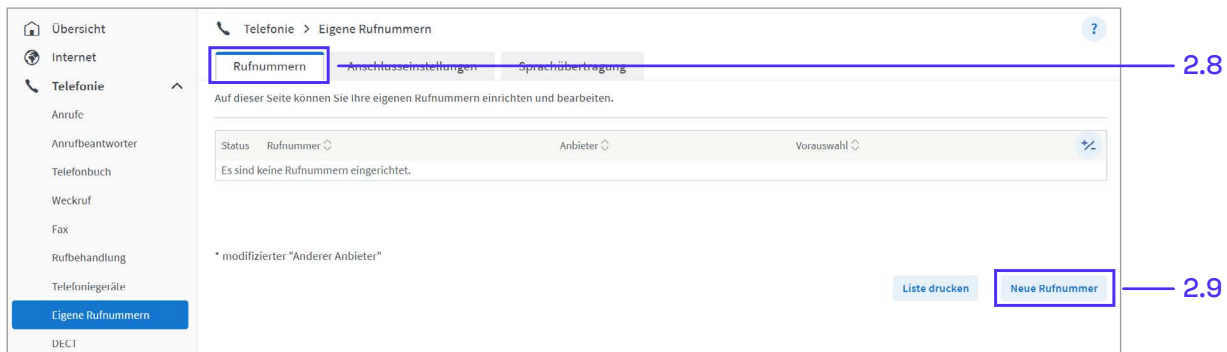 Übersicht
Internet
Telefonie
Anrufe
Anrufbeantworter
Telefonbuch
Weckruf
Fax
Rufbehandlung
Telefoniegeräte
Eigene Rufnummern
DECT
Telefonie > Eigene Rufnummern
?
Rufnummern Anschlusseinstellungen Sprachübertragung
2.8
Auf dieser Seite können Sie Ihre eigenen Rufnummern einrichten und bearbeiten.
Status Rufnummer Anbieter Vorauswahl +/-
Es sind keine Rufnummern eingerichtet.
* modifizierter "Anderer Anbieter"
Liste drucken Neue Rufnummer
2.9